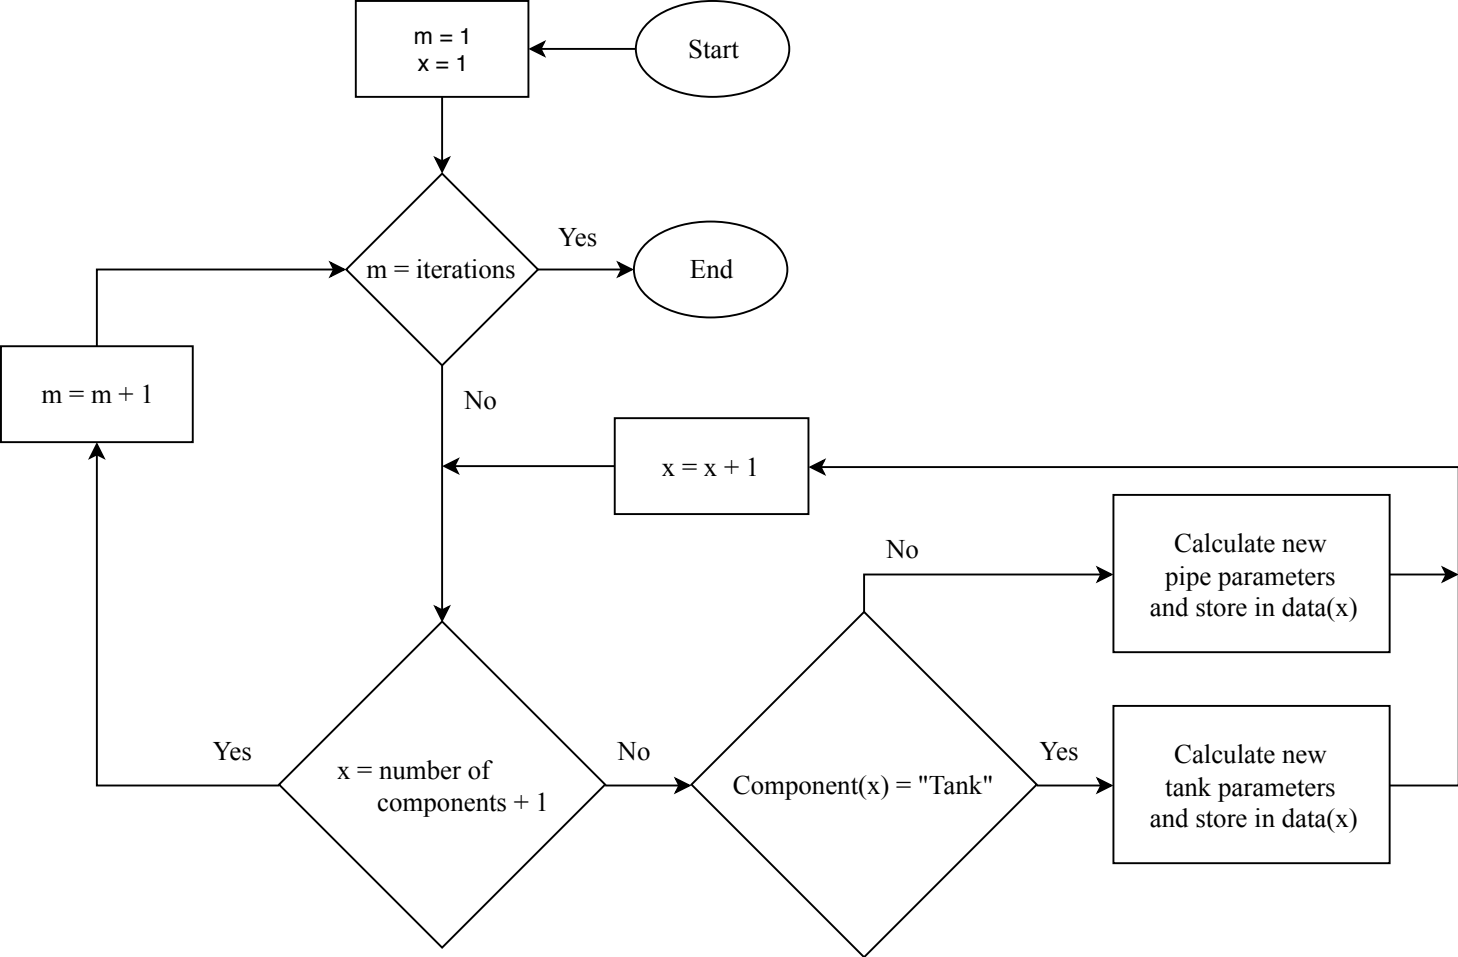 m = 1
x = 1
Start
Yes
m = iterations
End
m = m + 1
No
x = x + 1
No
Calculate new
pipe parameters
and store in data(x)
Yes
x = number of
components + 1
No
Component(x) = "Tank"
Yes
Calculate new
tank parameters
and store in data(x)